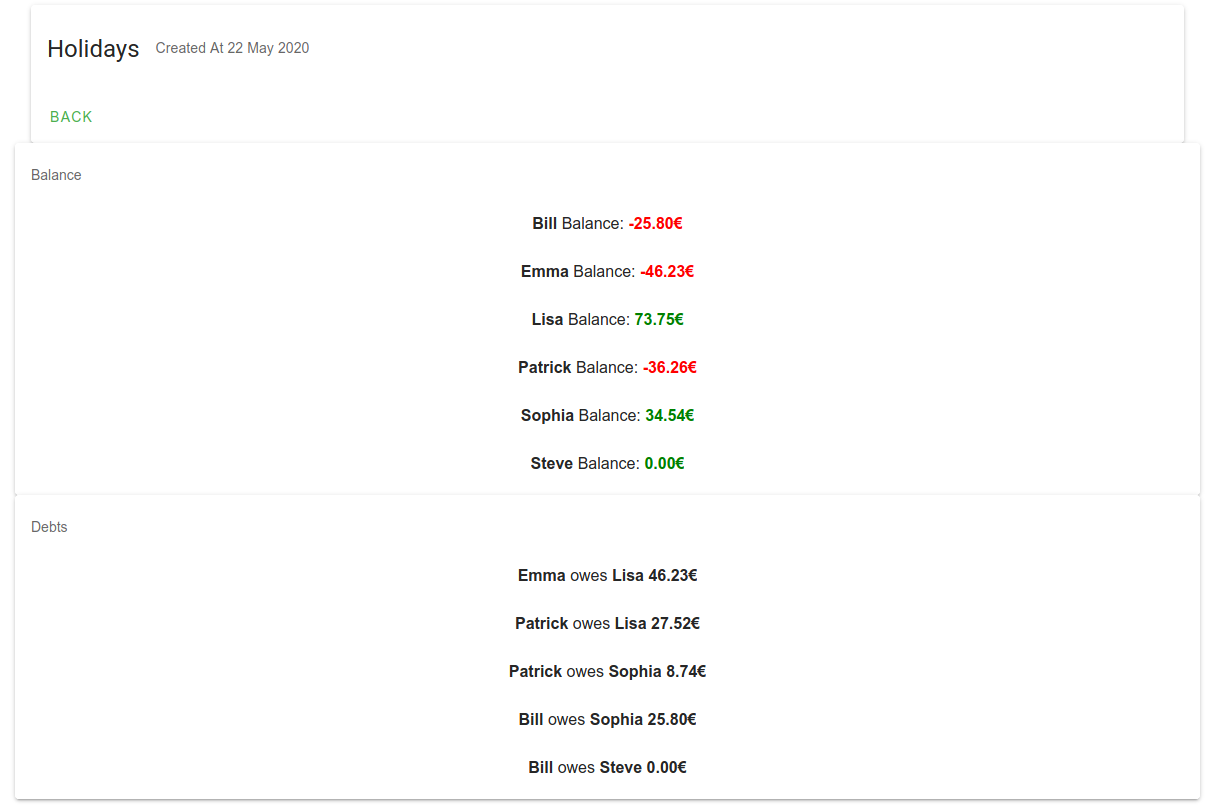 Holidays Created At 22 May 2020
BACK
Balance
Bill Balance: -25.80€
Emma Balance: -46.23€
Lisa Balance: 73.75€
Patrick Balance: -36.26€
Sophia Balance: 34.54€
Steve Balance: 0.00€
Debts
Emma owes Lisa 46.23€
Patrick owes Lisa 27.52€
Patrick owes Sophia 8.74€
Bill owes Sophia 25.80€
Bill owes Steve 0.00€